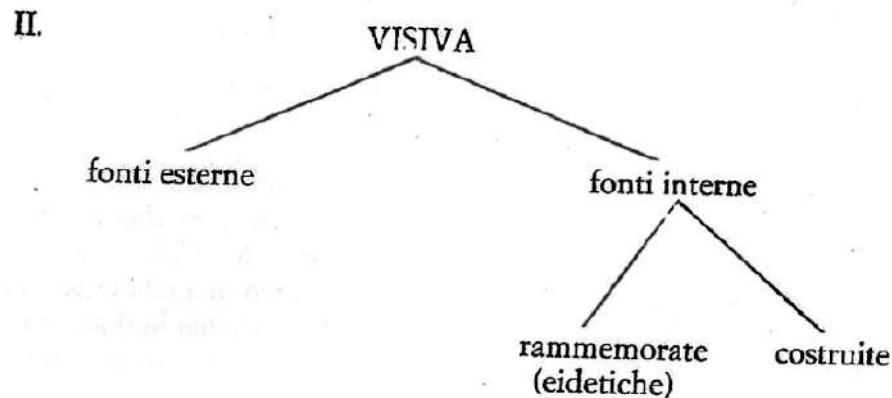 II.
VISIVA
fonti esterne
fonti interne
rammemorate
(eidetiche)
costruite